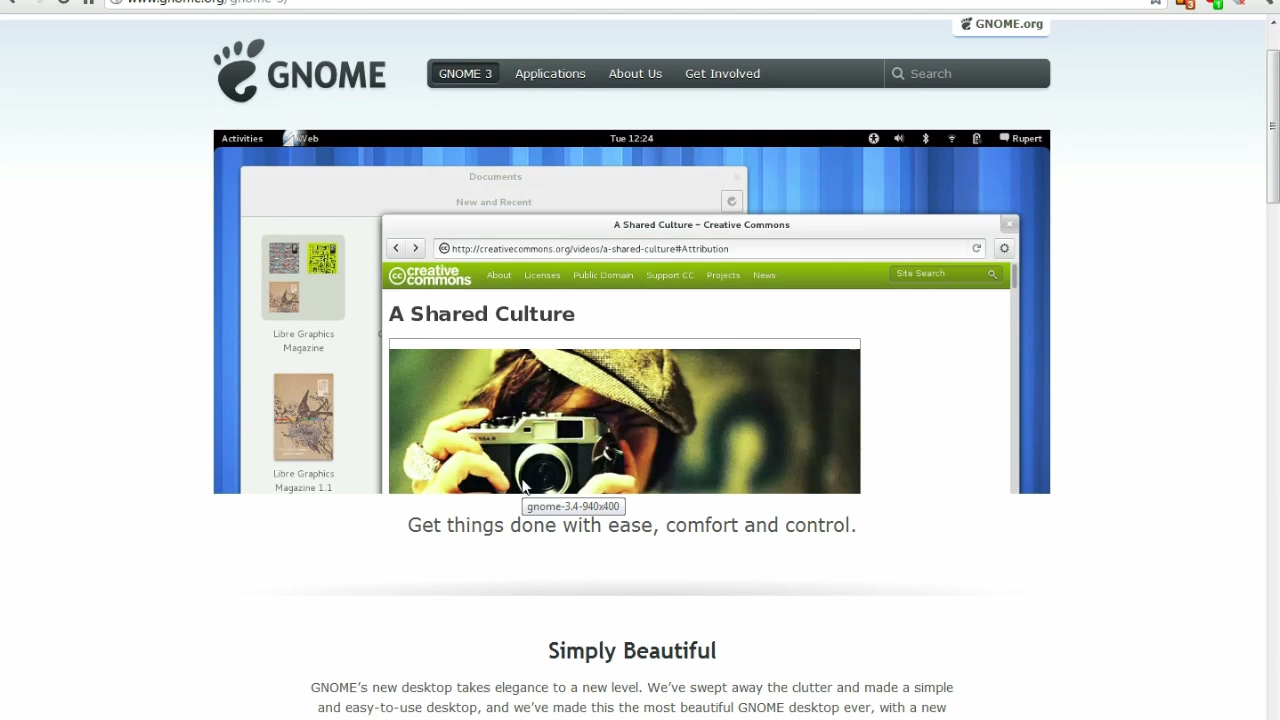 www.gnome.org/gnome-3/
3
1
GNOME.org
GNOME
GNOME 3 Applications About Us Get Involved Search
Activities Web Tue 12:24 Rupert
Documents
New and Recent
A Shared Culture – Creative Commons
http://creativecommons.org/videos/a-shared-culture#Attribution
cc creative commons About Licenses Public Domain Support CC Projects News Site Search
A Shared Culture
Libre Graphics
Magazine
Libre Graphics
Magazine 1.1
gnome-3.4-940x400
Get things done with ease, comfort and control.
Simply Beautiful
GNOME’s new desktop takes elegance to a new level. We’ve swept away the clutter and made a simple
and easy-to-use desktop, and we’ve made this the most beautiful GNOME desktop ever, with a new